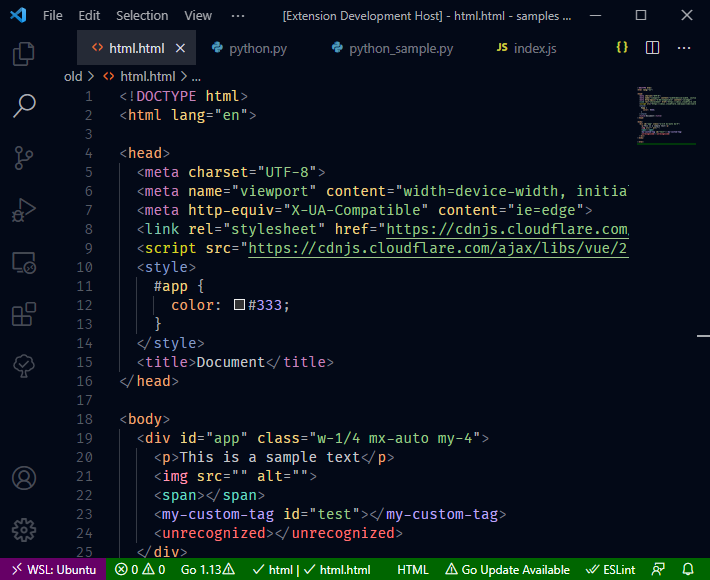 File Edit Selection View ··· [Extension Development Host] - html.html - samples ...
html.html python.py python_sample.py JS index.js {} ···
old > html.html > ...
1 <!DOCTYPE html>
2 <html lang="en">
3
4 <head>
5 <meta charset="UTF-8">
6 <meta name="viewport" content="width=device-width, initial
7 <meta http-equiv="X-UA-Compatible" content="ie=edge">
8 <link rel="stylesheet" href="https://cdnjs.cloudflare.com
9 <script src="https://cdnjs.cloudflare.com/ajax/libs/vue/2
10 <style>
11 #app {
12 color: #333;
13 }
14 </style>
15 <title>Document</title>
16 </head>
17
18 <body>
19 <div id="app" class="w-1/4 mx-auto my-4">
20 <p>This is a sample text</p>
21 <img src="" alt="">
22 <span></span>
23 <my-custom-tag id="test"></my-custom-tag>
24 <unrecognized></unrecognized>
25 </div>
WSL: Ubuntu 0 0 Go 1.13 ✓ html | ✓ html.html HTML Go Update Available ESLint